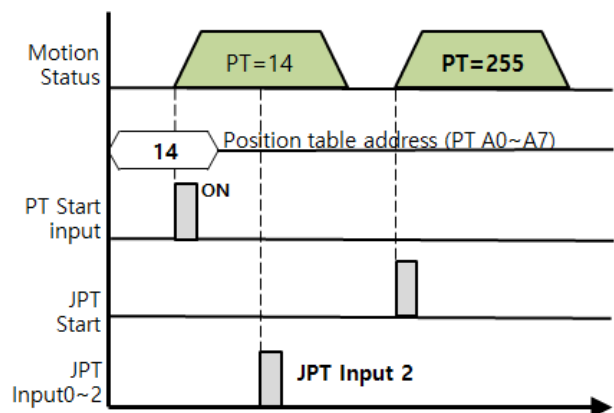 Motion
Status
PT=14
PT=255
14
Position table address (PT A0~A7)
PT Start
input
ON
JPT
Start
JPT
Input0~2
JPT Input 2